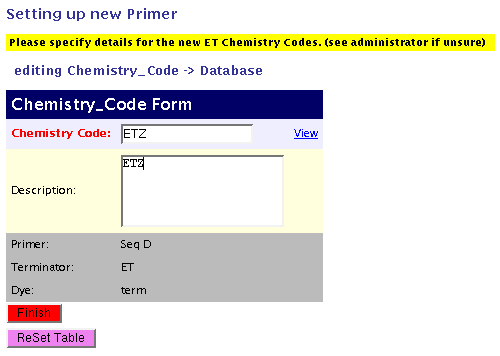 Setting up new Primer
Please specify details for the new ET Chemistry Codes. (see administrator if unsure)
editing Chemistry_Code -> Database
Chemistry_Code Form
Chemistry Code: ETZ View
Description: ETZ
Primer: Seq D
Terminator: ET
Dye: term
Finish
ReSet Table